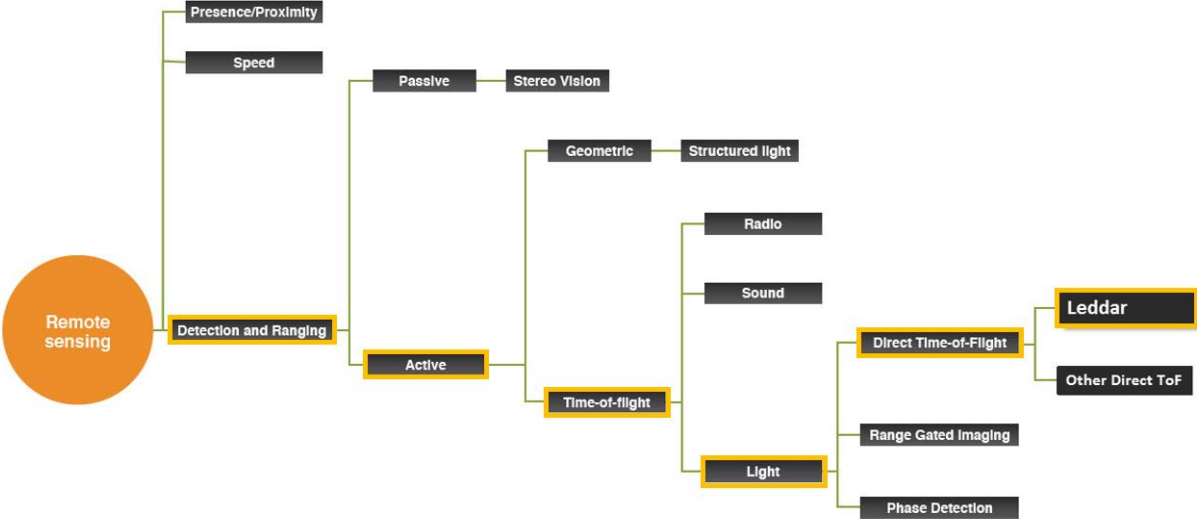 Presence/Proximity
Speed
Passive
Stereo Vision
Geometric
Structured light
Radio
Sound
Remote
sensing
Detection and Ranging
Active
Time-of-flight
Light
Direct Time-of-Flight
Leddar
Other Direct ToF
Range Gated Imaging
Phase Detection